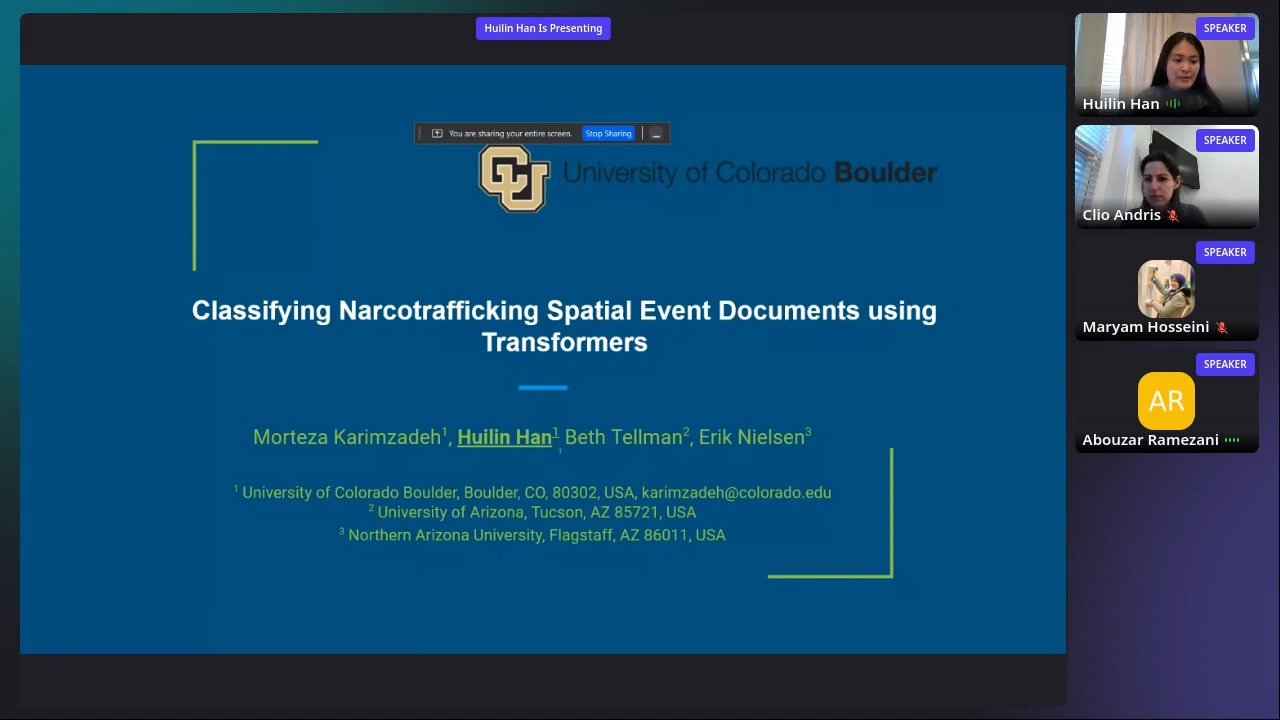 Huilin Han Is Presenting
You are sharing your entire screen. Stop Sharing
CU University of Colorado Boulder
Classifying Narcotrafficking Spatial Event Documents using
Transformers
Morteza Karimzadeh¹, Huilin Han¹, Beth Tellman², Erik Nielsen³
¹ University of Colorado Boulder, Boulder, CO, 80302, USA, karimzadeh@colorado.edu
² University of Arizona, Tucson, AZ 85721, USA
³ Northern Arizona University, Flagstaff, AZ 86011, USA
SPEAKER
Huilin Han
SPEAKER
Clio Andris
SPEAKER
Maryam Hosseini
SPEAKER
AR
Abouzar Ramezani